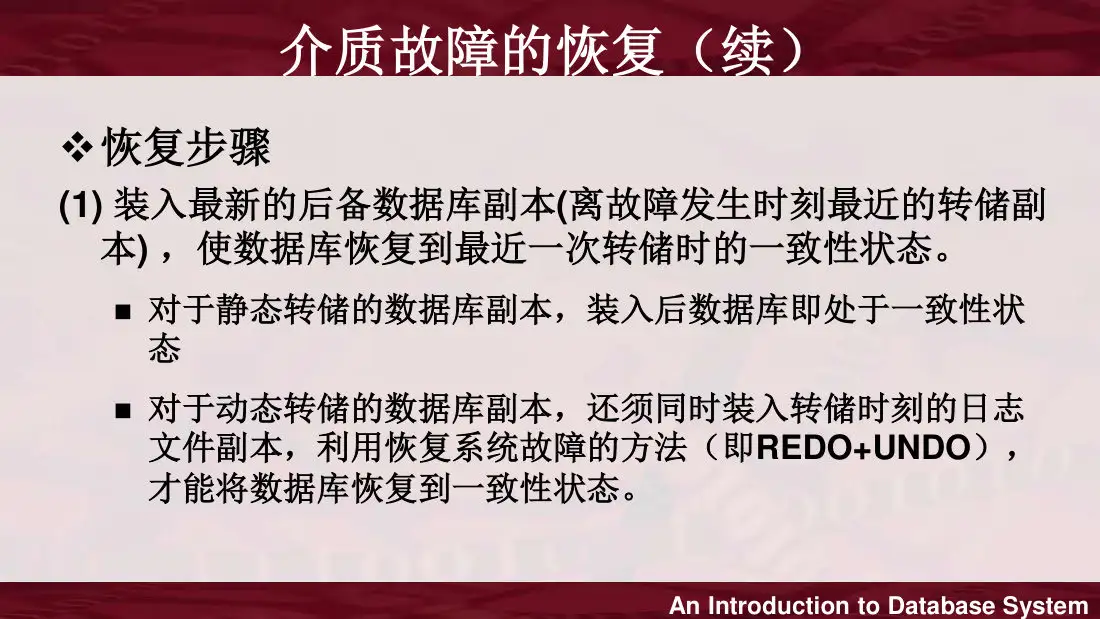 介质故障的恢复（续）
❖恢复步骤
(1) 装入最新的后备数据库副本(离故障发生时刻最近的转储副
本) ，使数据库恢复到最近一次转储时的一致性状态。
■ 对于静态转储的数据库副本，装入后数据库即处于一致性状
态
■ 对于动态转储的数据库副本，还须同时装入转储时刻的日志
文件副本，利用恢复系统故障的方法（即REDO+UNDO），
才能将数据库恢复到一致性状态。
An Introduction to Database System